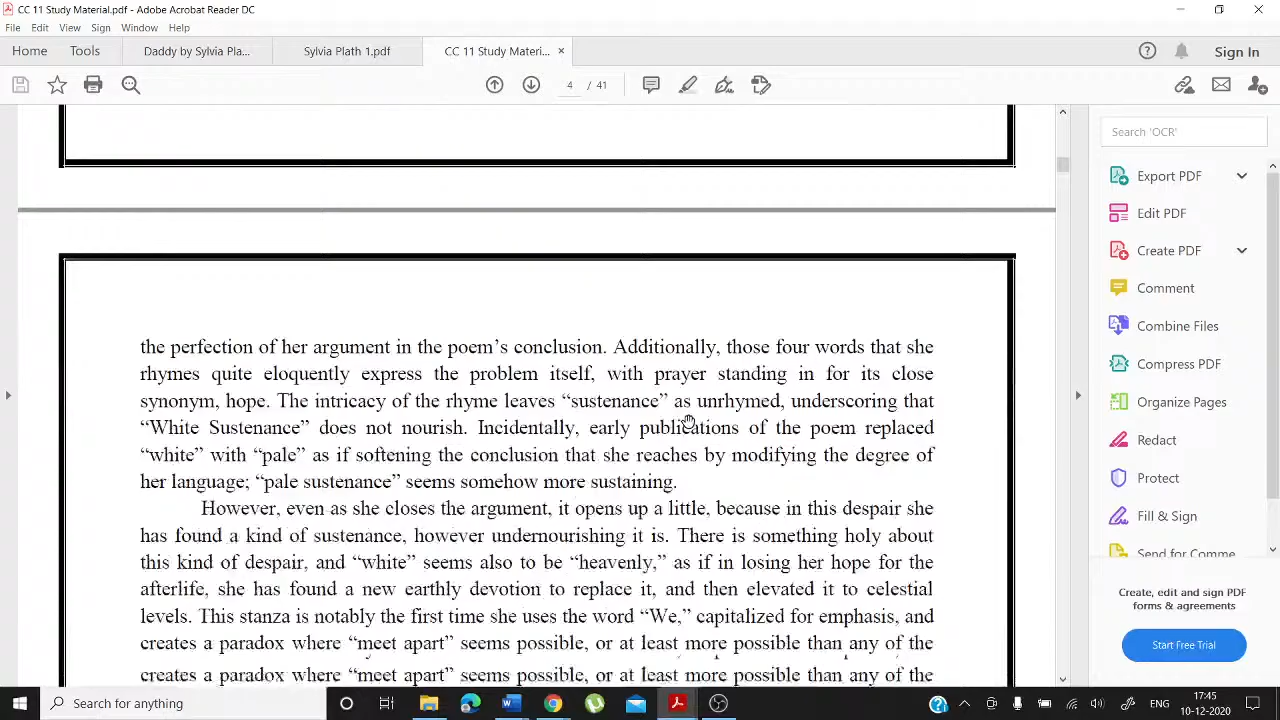 CC 11 Study Material.pdf - Adobe Acrobat Reader DC
File Edit View Sign Window Help
Home Tools Daddy by Sylvia Pla... Sylvia Plath 1.pdf CC 11 Study Materi... × Sign In
4 / 41
Search 'OCR'
Export PDF
Edit PDF
Create PDF
Comment
Combine Files
Compress PDF
Organize Pages
Redact
Protect
Fill & Sign
Send for Comme
Create, edit and sign PDF
forms & agreements
Start Free Trial
the perfection of her argument in the poem’s conclusion. Additionally, those four words that she
rhymes quite eloquently express the problem itself, with prayer standing in for its close
synonym, hope. The intricacy of the rhyme leaves “sustenance” as unrhymed, underscoring that
“White Sustenance” does not nourish. Incidentally, early publications of the poem replaced
“white” with “pale” as if softening the conclusion that she reaches by modifying the degree of
her language; “pale sustenance” seems somehow more sustaining.
However, even as she closes the argument, it opens up a little, because in this despair she
has found a kind of sustenance, however undernourishing it is. There is something holy about
this kind of despair, and “white” seems also to be “heavenly,” as if in losing her hope for the
afterlife, she has found a new earthly devotion to replace it, and then elevated it to celestial
levels. This stanza is notably the first time she uses the word “We,” capitalized for emphasis, and
creates a paradox where “meet apart” seems possible, or at least more possible than any of the
creates a paradox where “meet apart” seems possible, or at least more possible than any of the
Search for anything
ENG
17:45
10-12-2020